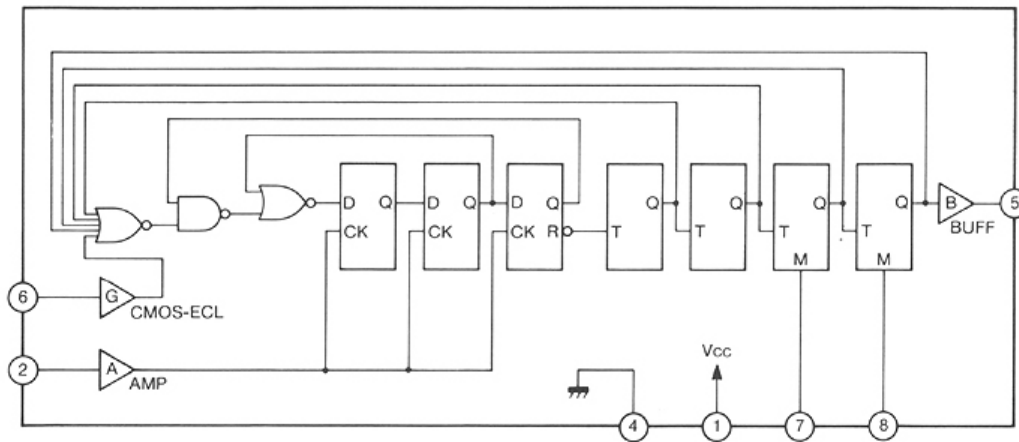 D Q D Q D Q Q Q Q Q B 5
CK CK CK R T T T T BUFF
M M
6 G CMOS-ECL
2 A AMP
Vcc
4 1 7 8